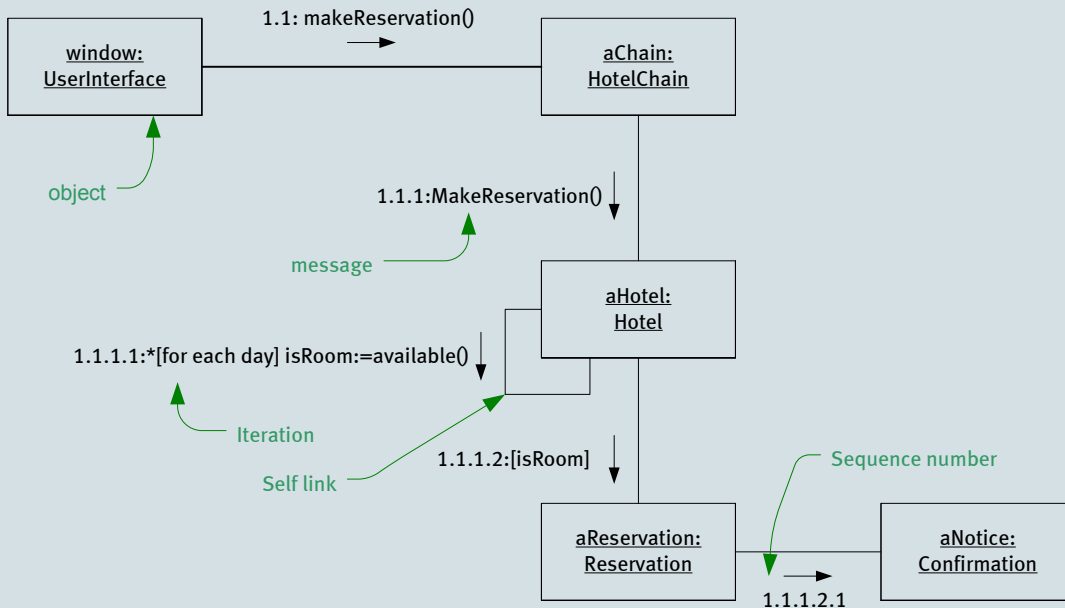 1.1: makeReservation()
window:
UserInterface
aChain:
HotelChain
object
1.1.1:MakeReservation()
message
aHotel:
Hotel
1.1.1.1:*[for each day] isRoom:=available()
Iteration
Self link
1.1.1.2:[isRoom]
Sequence number
aReservation:
Reservation
aNotice:
Confirmation
1.1.1.2.1